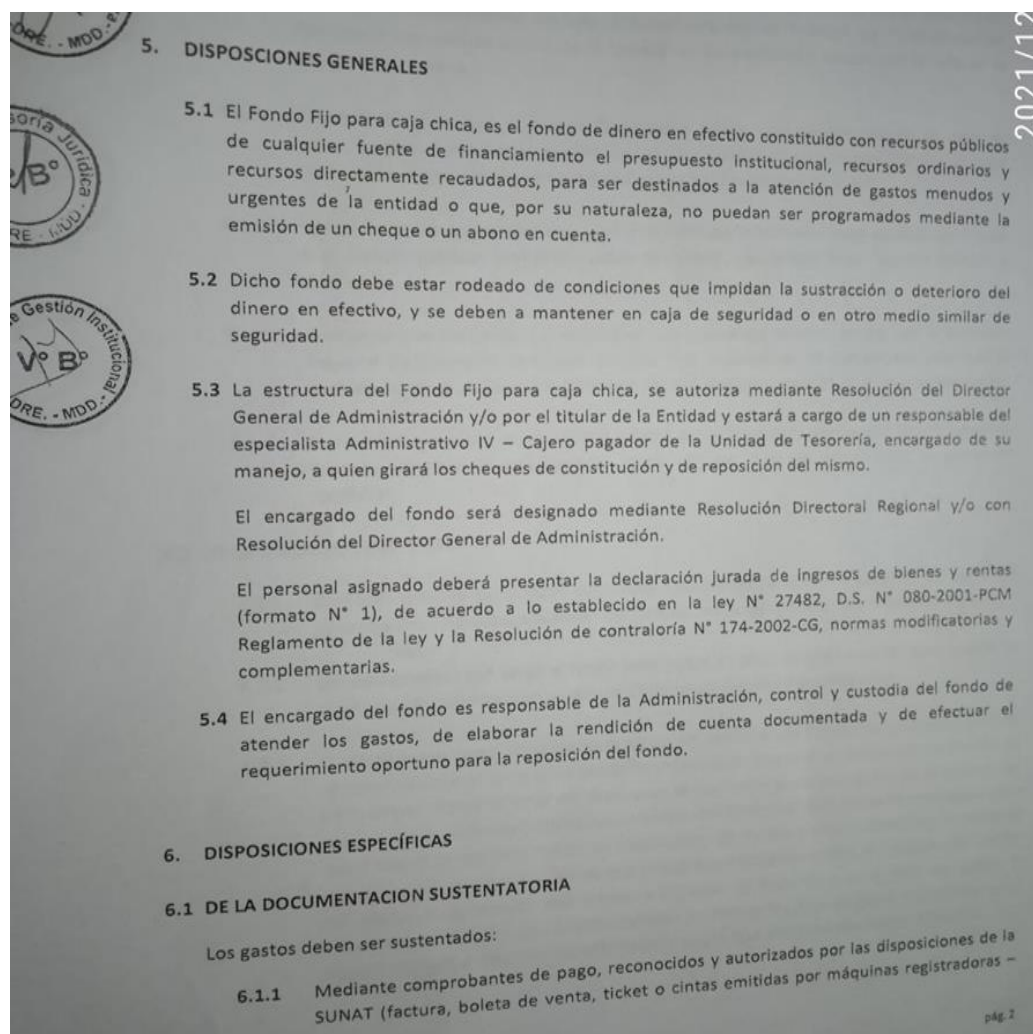 DRE. - MDD.
2021/12
5. DISPOSCIONES GENERALES
5.1 El Fondo Fijo para caja chica, es el fondo de dinero en efectivo constituido con recursos públicos
de cualquier fuente de financiamiento el presupuesto institucional, recursos ordinarios y
recursos directamente recaudados, para ser destinados a la atención de gastos menudos y
urgentes de la entidad o que, por su naturaleza, no puedan ser programados mediante la
emisión de un cheque o un abono en cuenta.
Jurídica
Bº
5.2 Dicho fondo debe estar rodeado de condiciones que impidan la sustracción o deterioro del
dinero en efectivo, y se deben a mantener en caja de seguridad o en otro medio similar de
seguridad.
Gestión Institucional
Vº Bº
DRE. - MDD.
5.3 La estructura del Fondo Fijo para caja chica, se autoriza mediante Resolución del Director
General de Administración y/o por el titular de la Entidad y estará a cargo de un responsable del
especialista Administrativo IV – Cajero pagador de la Unidad de Tesorería, encargado de su
manejo, a quien girará los cheques de constitución y de reposición del mismo.
El encargado del fondo será designado mediante Resolución Directoral Regional y/o con
Resolución del Director General de Administración.
El personal asignado deberá presentar la declaración jurada de ingresos de bienes y rentas
(formato N° 1), de acuerdo a lo establecido en la ley N° 27482, D.S. N° 080-2001-PCM
Reglamento de la ley y la Resolución de contraloría N° 174-2002-CG, normas modificatorias y
complementarias.
5.4 El encargado del fondo es responsable de la Administración, control y custodia del fondo de
atender los gastos, de elaborar la rendición de cuenta documentada y de efectuar el
requerimiento oportuno para la reposición del fondo.
6. DISPOSICIONES ESPECÍFICAS
6.1 DE LA DOCUMENTACION SUSTENTATORIA
Los gastos deben ser sustentados:
6.1.1 Mediante comprobantes de pago, reconocidos y autorizados por las disposiciones de la
SUNAT (factura, boleta de venta, ticket o cintas emitidas por máquinas registradoras –
pág. 2